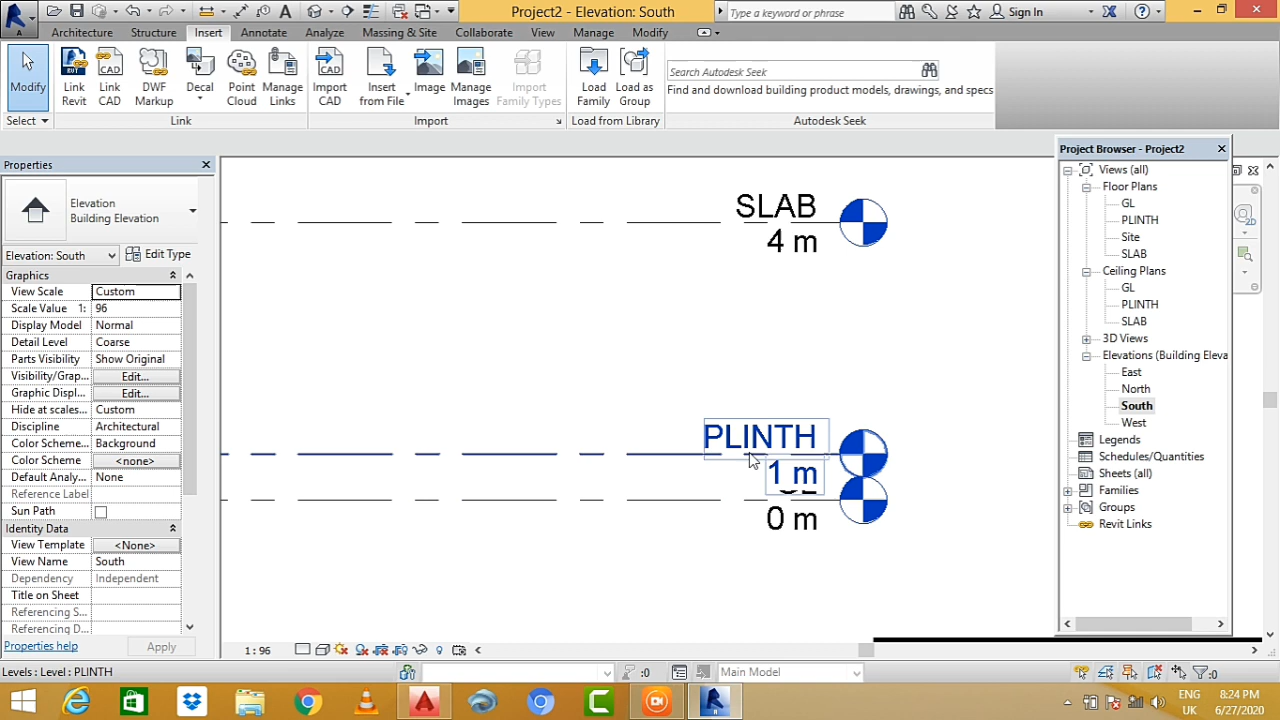 Project2 - Elevation: South
Type a keyword or phrase
Sign In
Architecture Structure Insert Annotate Analyze Massing & Site Collaborate View Manage Modify
Modify
Link Revit
Link CAD
DWF Markup
Decal
Point Cloud
Manage Links
Import CAD
Insert from File
Image
Manage Images
Import Family Types
Load Family
Load as Group
Search Autodesk Seek
Find and download building product models, drawings, and specs
Select
Link
Import
Load from Library
Autodesk Seek
Properties
Elevation
Building Elevation
Elevation: South
Edit Type
Graphics
View Scale Custom
Scale Value 1: 96
Display Model Normal
Detail Level Coarse
Parts Visibility Show Original
Visibility/Grap... Edit...
Graphic Displ... Edit...
Hide at scales... Custom
Discipline Architectural
Color Scheme... Background
Color Scheme <none>
Default Analy... None
Reference Label
Sun Path
Identity Data
View Template <None>
View Name South
Dependency Independent
Title on Sheet
Referencing S...
Referencing D...
Properties help
Apply
SLAB
4 m
PLINTH
1 m
0 m
Project Browser - Project2
Views (all)
Floor Plans
GL
PLINTH
Site
SLAB
Ceiling Plans
GL
PLINTH
SLAB
3D Views
Elevations (Building Eleva
East
North
South
West
Legends
Schedules/Quantities
Sheets (all)
Families
Groups
Revit Links
2D
1 : 96
Levels : Level : PLINTH
:0
Main Model
:0
ENG
UK
8:24 PM
6/27/2020